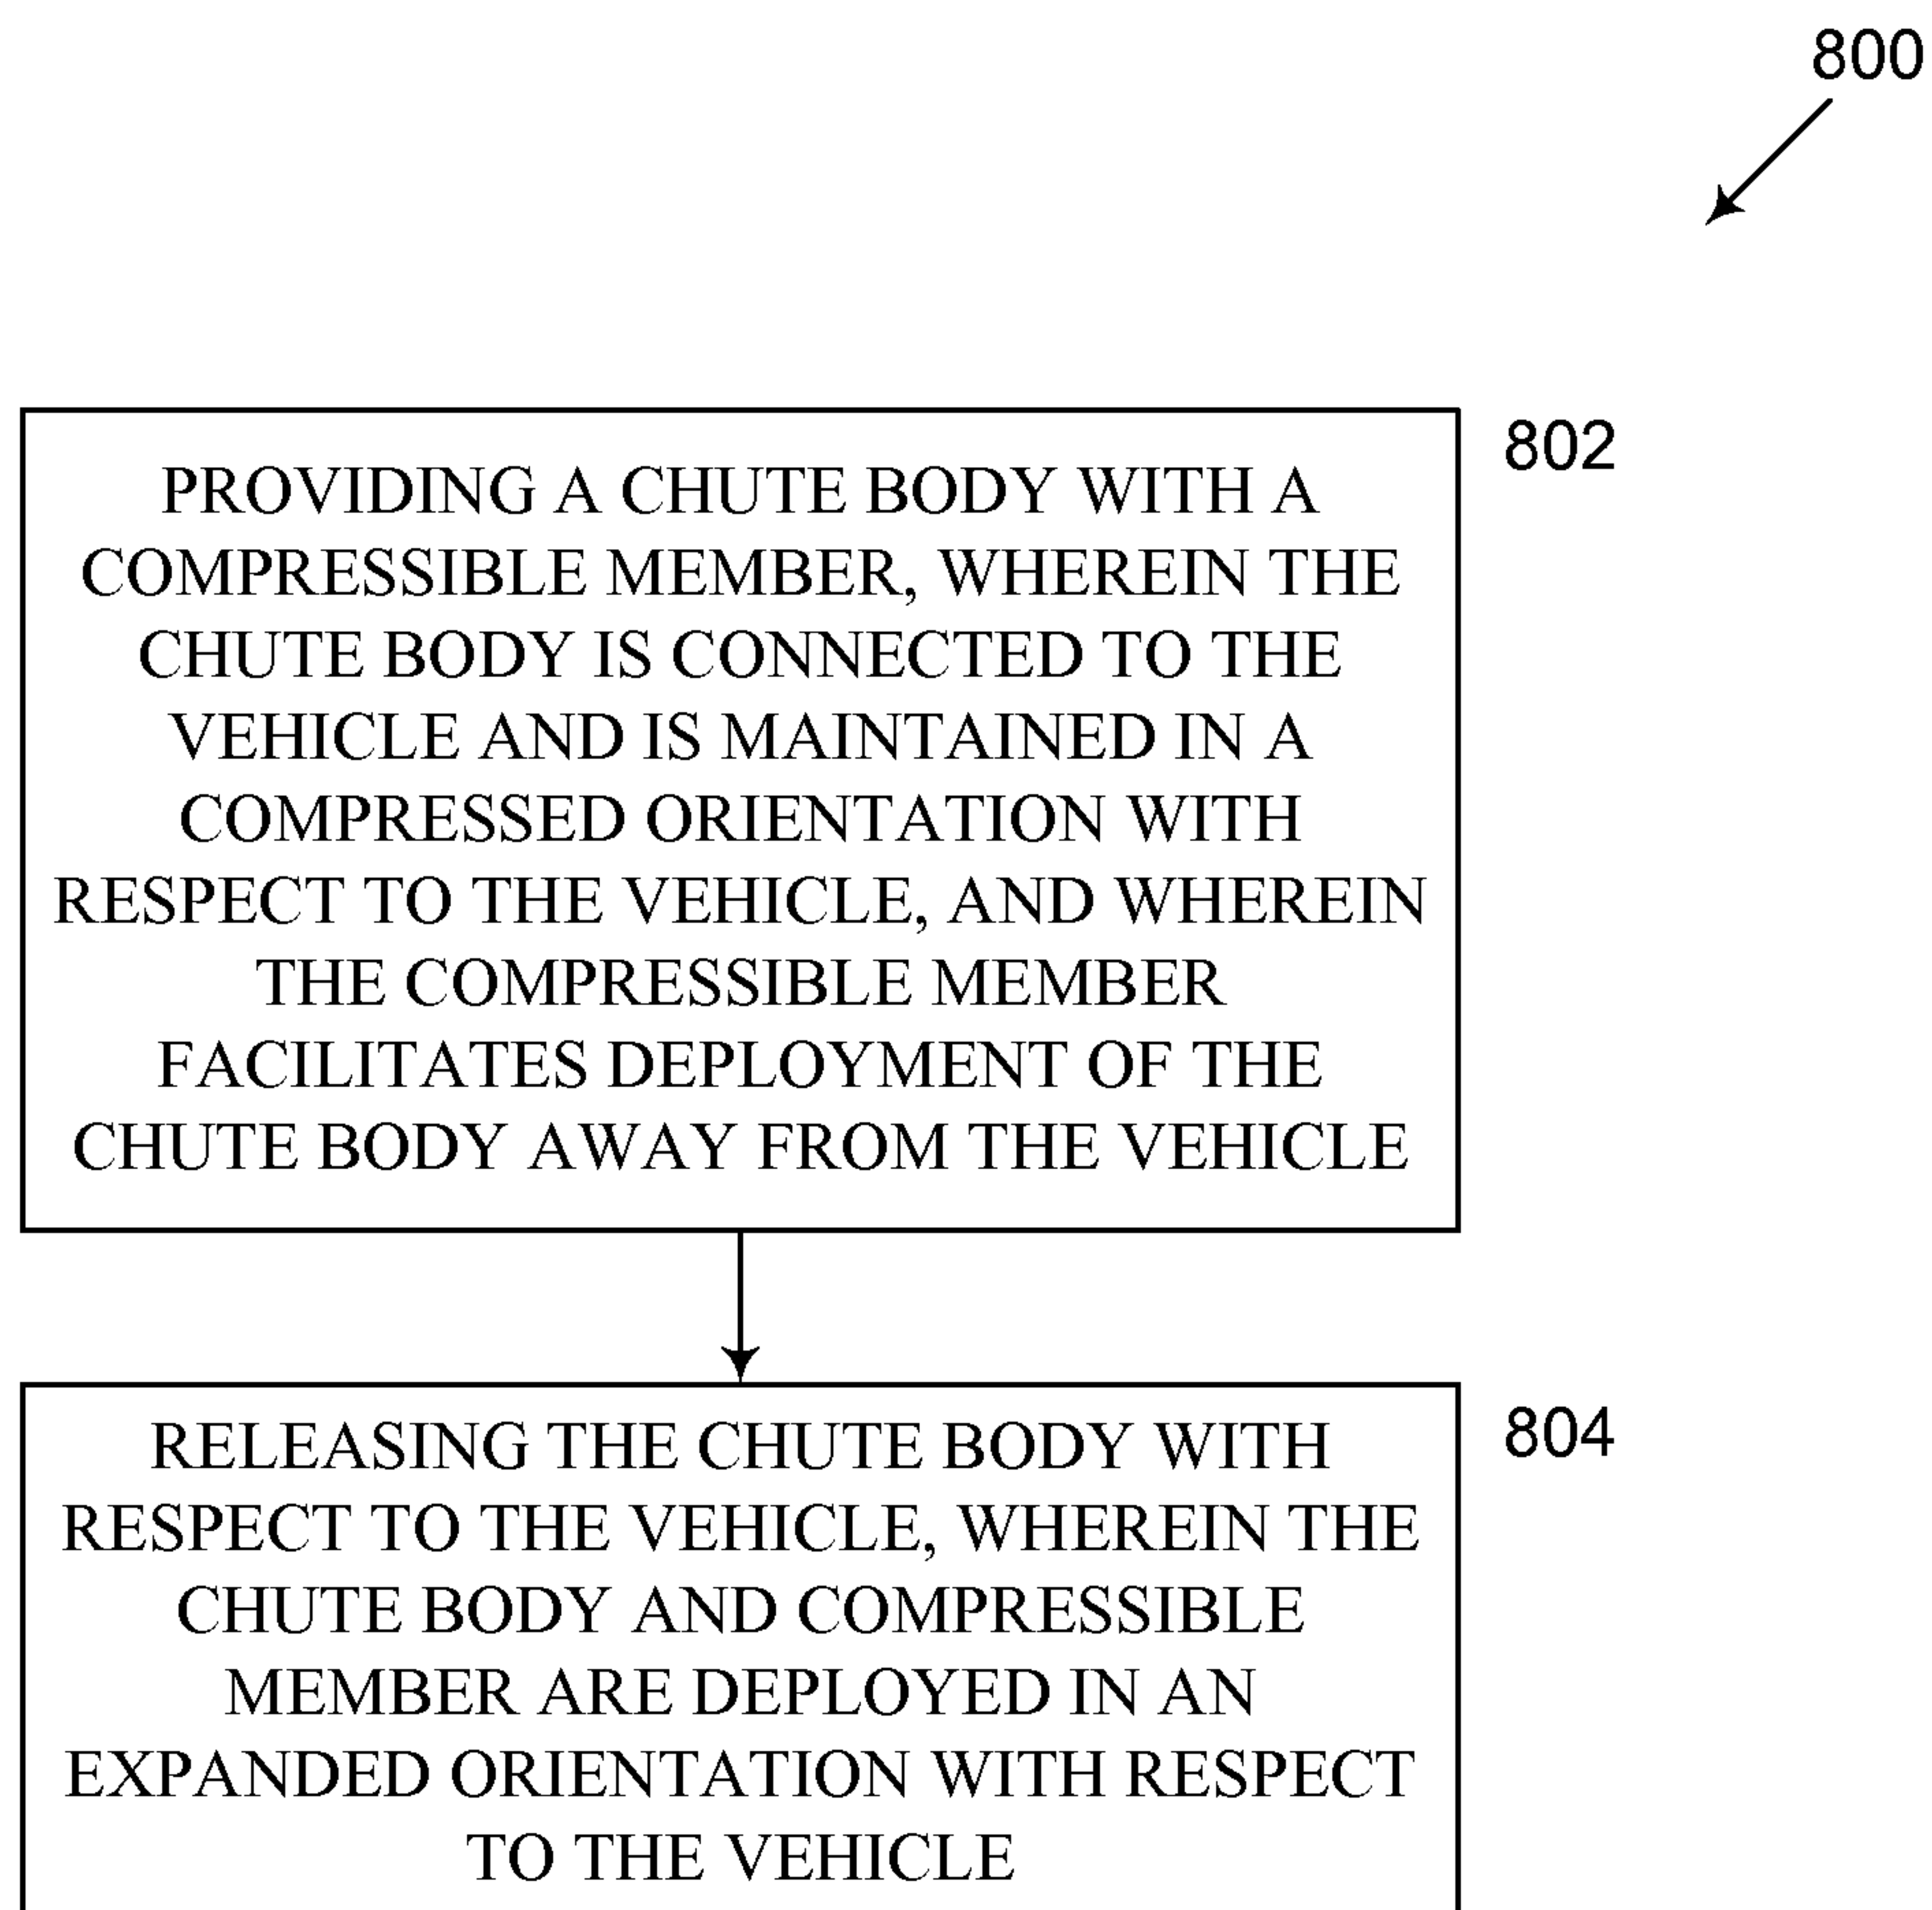 800
802
PROVIDING A CHUTE BODY WITH A
COMPRESSIBLE MEMBER, WHEREIN THE
CHUTE BODY IS CONNECTED TO THE
VEHICLE AND IS MAINTAINED IN A
COMPRESSED ORIENTATION WITH
RESPECT TO THE VEHICLE, AND WHEREIN
THE COMPRESSIBLE MEMBER
FACILITATES DEPLOYMENT OF THE
CHUTE BODY AWAY FROM THE VEHICLE
804
RELEASING THE CHUTE BODY WITH
RESPECT TO THE VEHICLE, WHEREIN THE
CHUTE BODY AND COMPRESSIBLE
MEMBER ARE DEPLOYED IN AN
EXPANDED ORIENTATION WITH RESPECT
TO THE VEHICLE